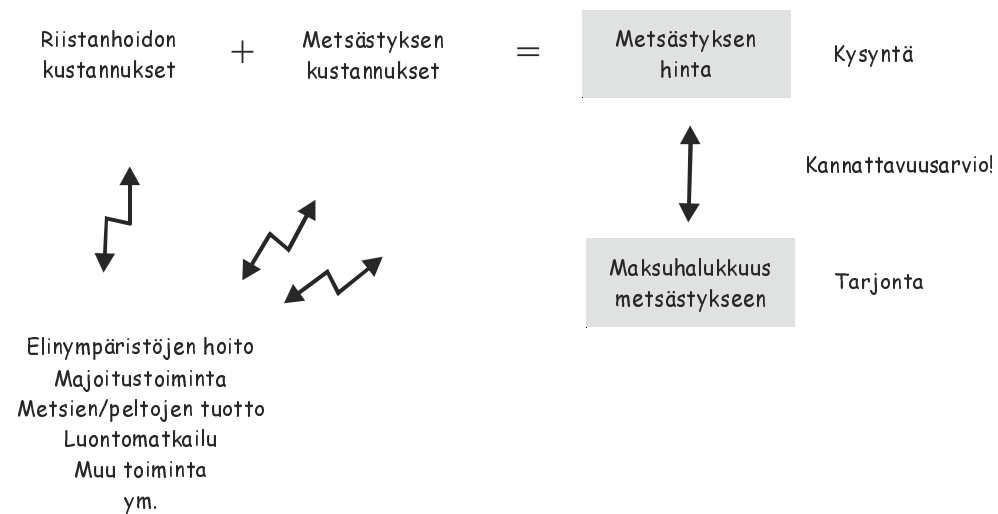 Riistanhoidon
kustannukset
+
Metsästyksen
kustannukset
=
Metsästyksen
hinta
Kysyntä
Kannattavuusarvio!
Maksuhalukkuus
metsästykseen
Tarjonta
Elinympäristöjen hoito
Majoitustoiminta
Metsien/peltojen tuotto
Luontomatkailu
Muu toiminta
ym.